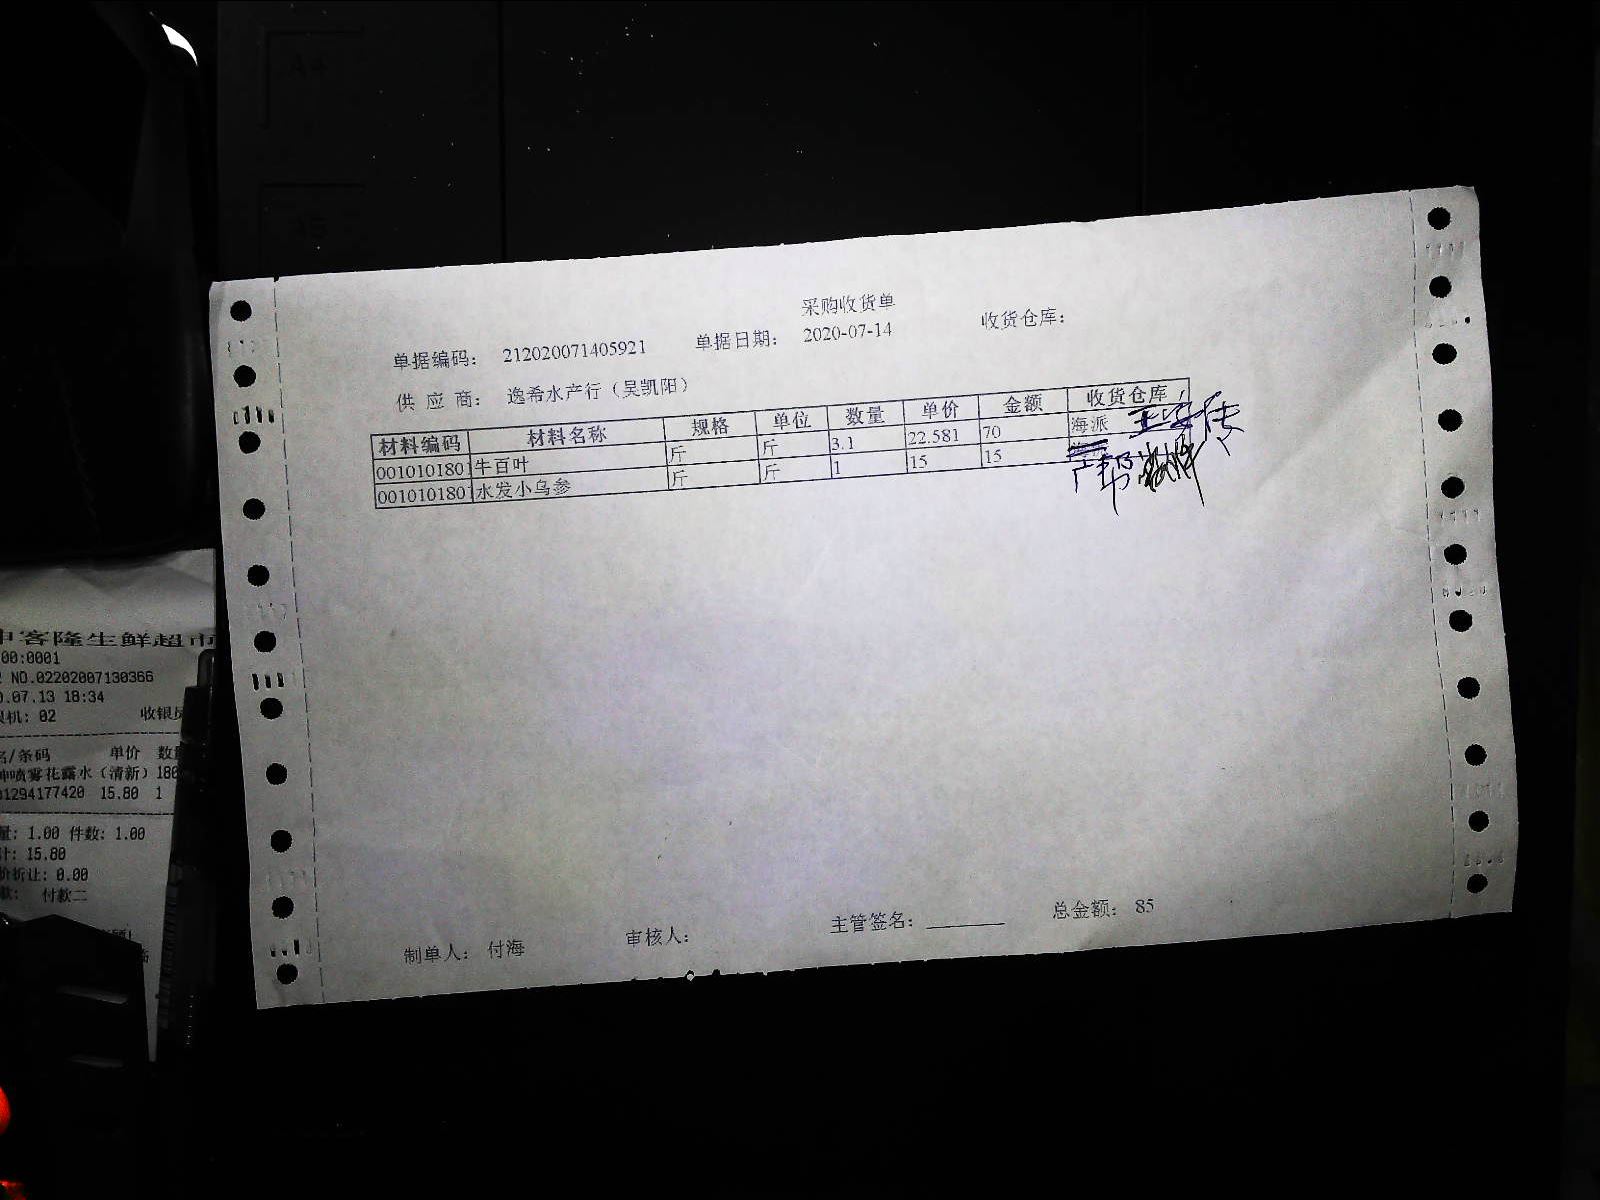 采购收货单
单据编码： 212020071405921 单据日期： 2020-07-14 收货仓库：
供 应 商： 逸希水产行（吴凯阳）
材料编码 材料名称 规格 单位 数量 单价 金额 收货仓库
0010101801 牛百叶 斤 斤 3.1 22.581 70 海派
001010180 水发小乌参 斤 斤 1 15 15
制单人： 付海 审核人： 主管签名： 总金额： 85
中客隆生鲜超市
00:0001
NO.02202007130366
0.07.13 18:34
机: 02 收银员
名/条码 单价 数量
神喷雾花露水（清新）180
01294177420 15.80 1
量: 1.00 件数: 1.00
计: 15.80
价折让: 0.00
款: 付款二